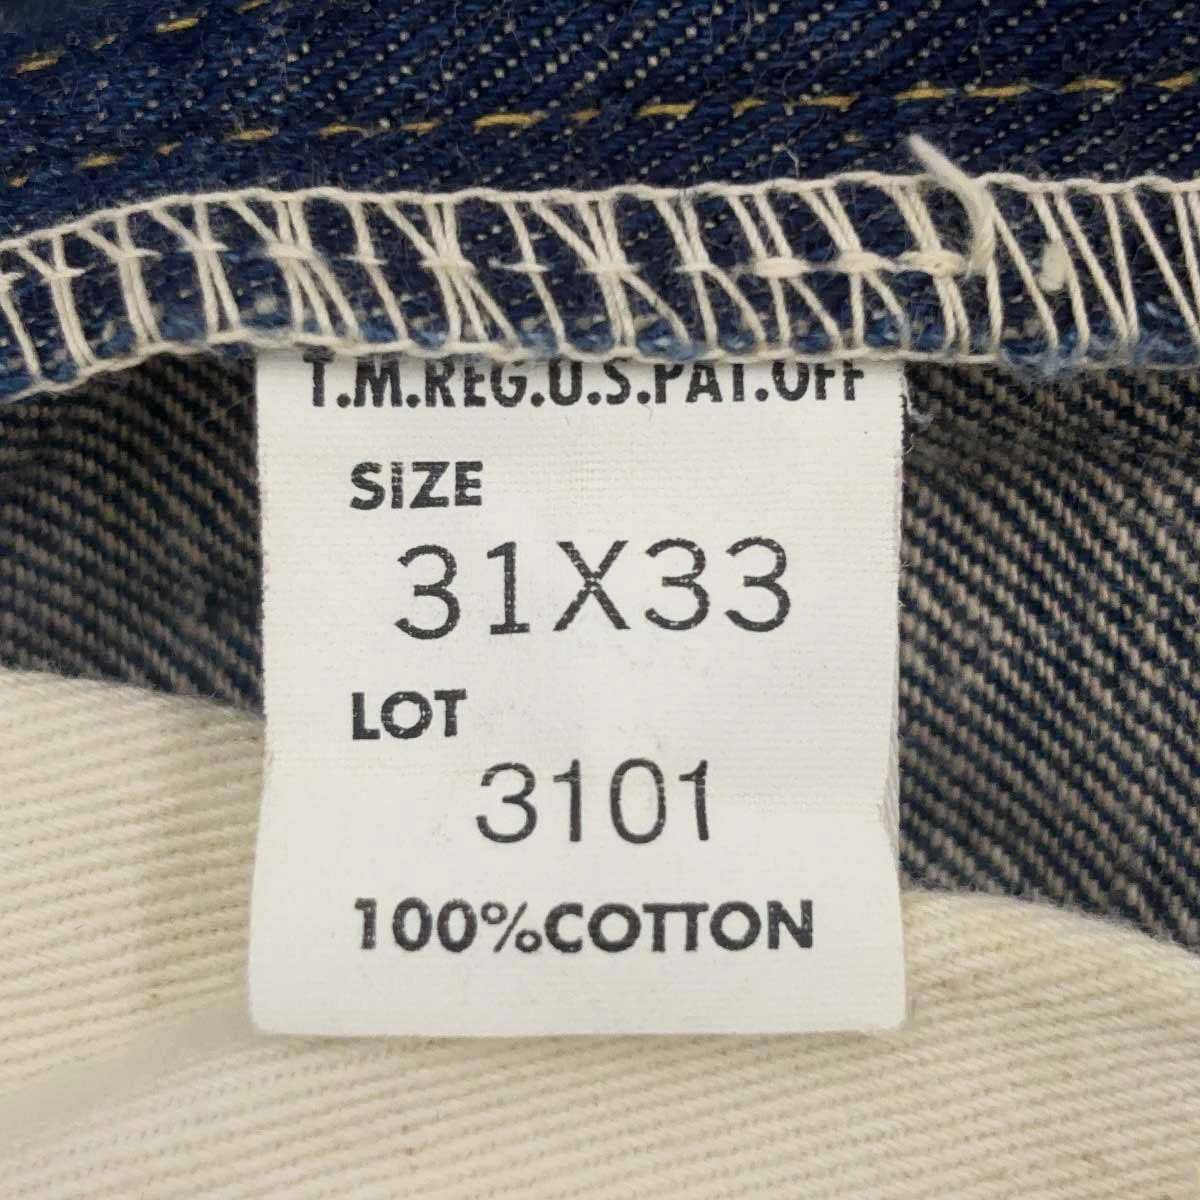 T.M.REG.U.S.PAT.OFF
SIZE
31X33
LOT
3101
100%COTTON